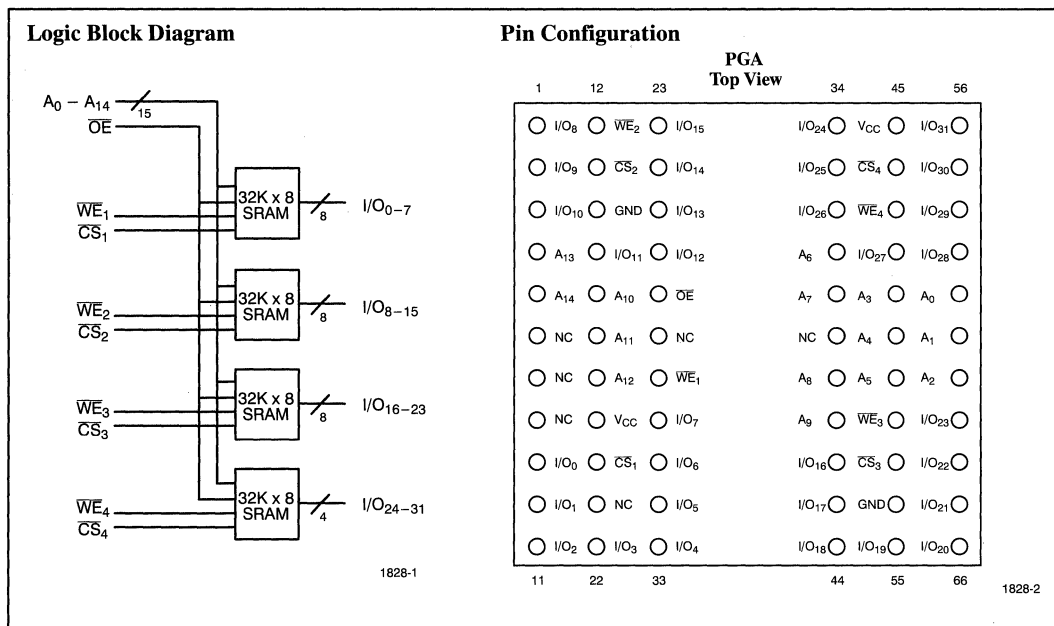 Logic Block Diagram
A0 – A14
15
OE
WE1
CS1
32K x 8
SRAM
8
I/O0–7
WE2
CS2
32K x 8
SRAM
8
I/O8–15
WE3
CS3
32K x 8
SRAM
8
I/O16–23
WE4
CS4
32K x 8
SRAM
4
I/O24–31
1828-1
Pin Configuration
PGA
Top View
1 12 23 34 45 56
I/O8 WE2 I/O15 I/O24 VCC I/O31
I/O9 CS2 I/O14 I/O25 CS4 I/O30
I/O10 GND I/O13 I/O26 WE4 I/O29
A13 I/O11 I/O12 A6 I/O27 I/O28
A14 A10 OE A7 A3 A0
NC A11 NC NC A4 A1
NC A12 WE1 A8 A5 A2
NC VCC I/O7 A9 WE3 I/O23
I/O0 CS1 I/O6 I/O16 CS3 I/O22
I/O1 NC I/O5 I/O17 GND I/O21
I/O2 I/O3 I/O4 I/O18 I/O19 I/O20
11 22 33 44 55 66
1828-2